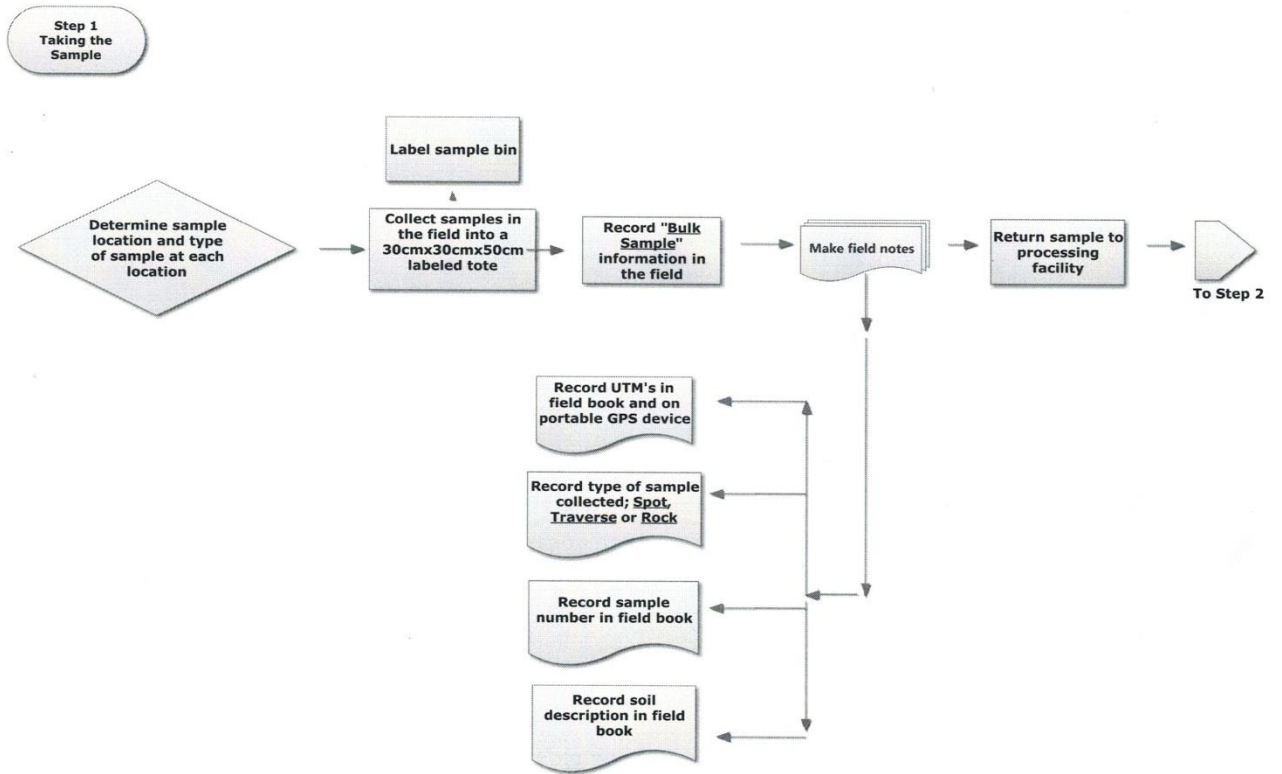 Step 1
Taking the
Sample
Label sample bin
Determine sample
location and type
of sample at each
location
Collect samples in
the field into a
30cmx30cmx50cm
labeled tote
Record "Bulk
Sample"
information in
the field
Make field notes
Return sample to
processing
facility
To Step 2
Record UTM's in
field book and on
portable GPS device
Record type of sample
collected; Spot,
Traverse or Rock
Record sample
number in field book
Record soil
description in field
book